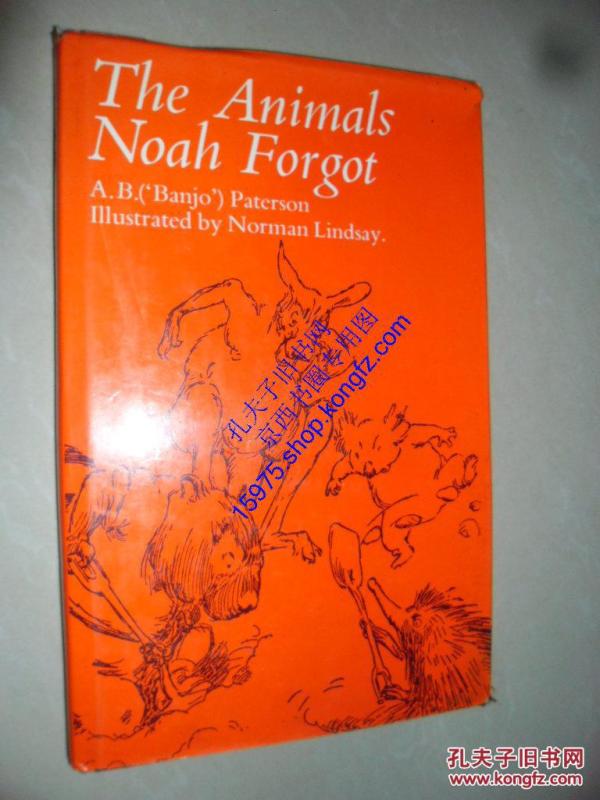 The Animals
Noah Forgot
A.B.('Banjo') Paterson
Illustrated by Norman Lindsay.
孔夫子旧书网
京西书圈专用图
15975.shop.kongfz.com
孔夫子旧书网
www.kongfz.com